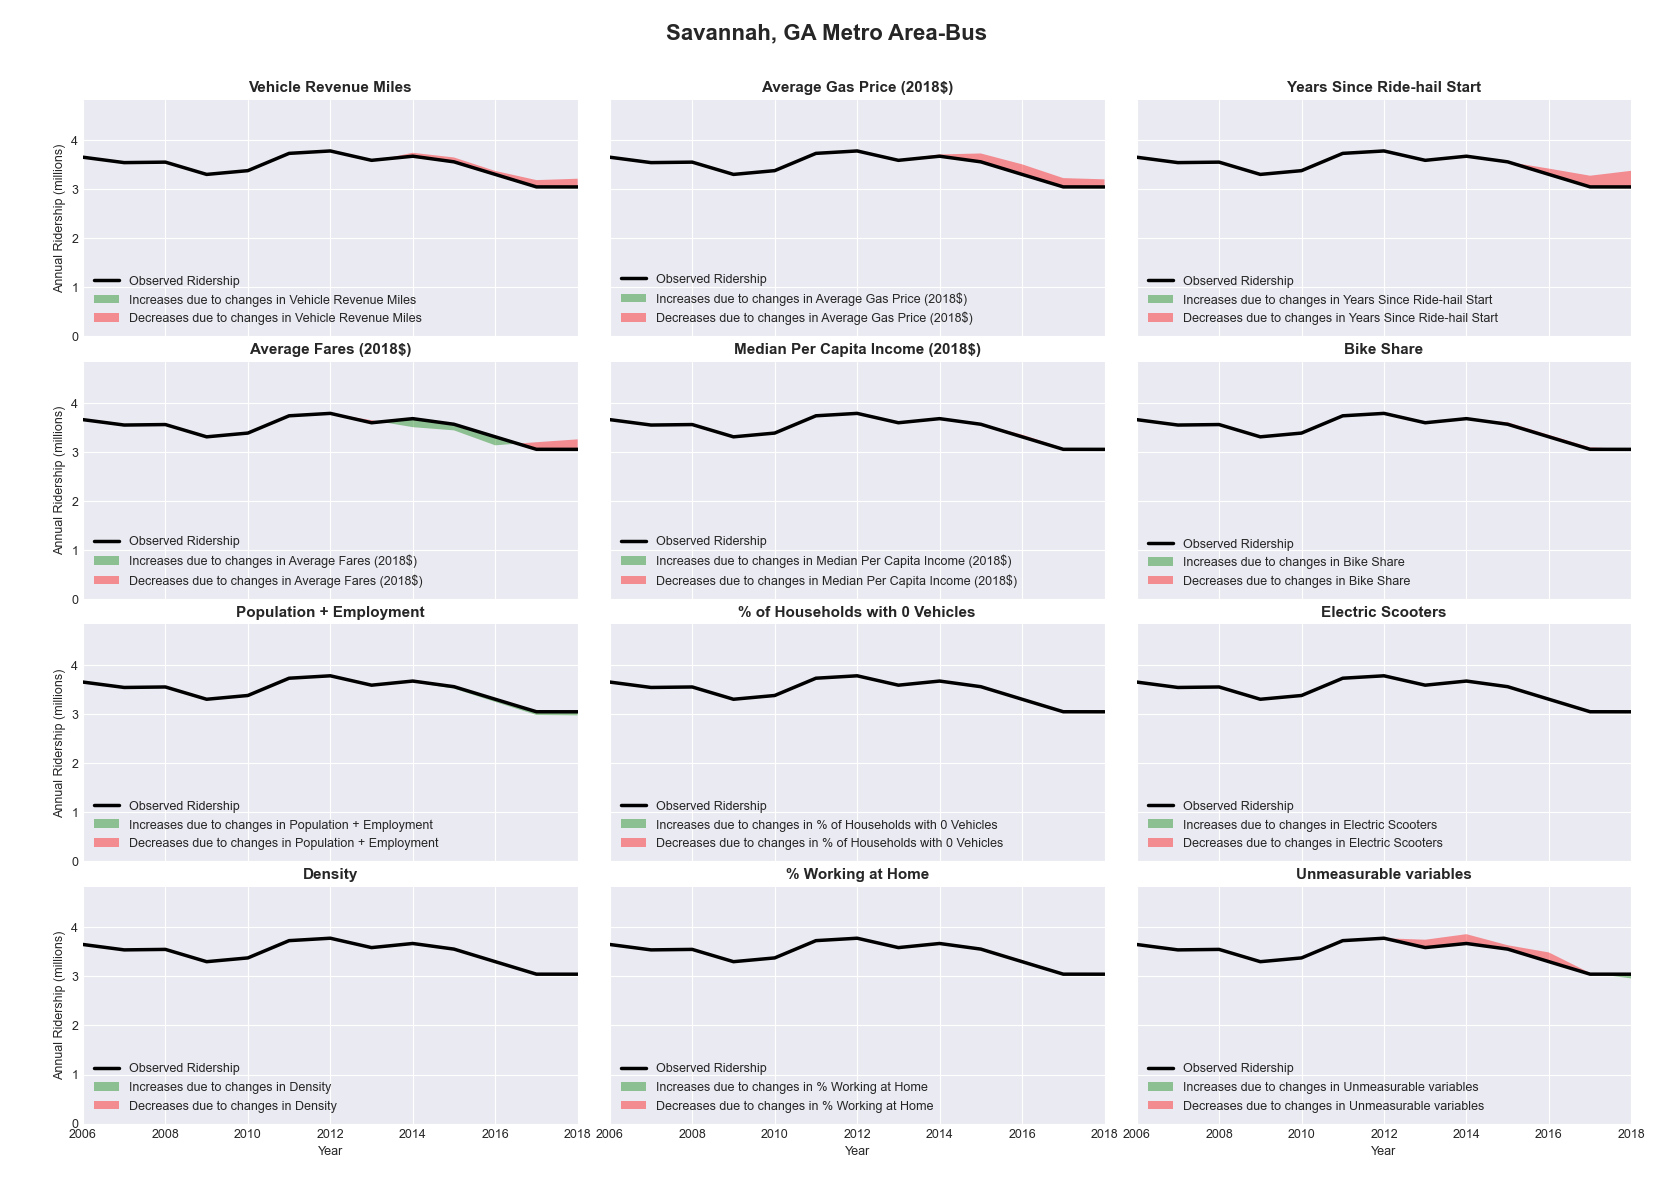 Savannah, GA Metro Area-Bus
Vehicle Revenue Miles
Average Gas Price (2018$)
Years Since Ride-hail Start
Annual Ridership (millions)
4
3
2
1
0
Observed Ridership
Increases due to changes in Vehicle Revenue Miles
Decreases due to changes in Vehicle Revenue Miles
Observed Ridership
Increases due to changes in Average Gas Price (2018$)
Decreases due to changes in Average Gas Price (2018$)
Observed Ridership
Increases due to changes in Years Since Ride-hail Start
Decreases due to changes in Years Since Ride-hail Start
Average Fares (2018$)
Median Per Capita Income (2018$)
Bike Share
Annual Ridership (millions)
4
3
2
1
0
Observed Ridership
Increases due to changes in Average Fares (2018$)
Decreases due to changes in Average Fares (2018$)
Observed Ridership
Increases due to changes in Median Per Capita Income (2018$)
Decreases due to changes in Median Per Capita Income (2018$)
Observed Ridership
Increases due to changes in Bike Share
Decreases due to changes in Bike Share
Population + Employment
% of Households with 0 Vehicles
Electric Scooters
Annual Ridership (millions)
4
3
2
1
0
Observed Ridership
Increases due to changes in Population + Employment
Decreases due to changes in Population + Employment
Observed Ridership
Increases due to changes in % of Households with 0 Vehicles
Decreases due to changes in % of Households with 0 Vehicles
Observed Ridership
Increases due to changes in Electric Scooters
Decreases due to changes in Electric Scooters
Density
% Working at Home
Unmeasurable variables
Annual Ridership (millions)
4
3
2
1
0
Observed Ridership
Increases due to changes in Density
Decreases due to changes in Density
Observed Ridership
Increases due to changes in % Working at Home
Decreases due to changes in % Working at Home
Observed Ridership
Increases due to changes in Unmeasurable variables
Decreases due to changes in Unmeasurable variables
2006 2008 2010 2012 2014 2016 2018
2006 2008 2010 2012 2014 2016 2018
2006 2008 2010 2012 2014 2016 2018
Year
Year
Year